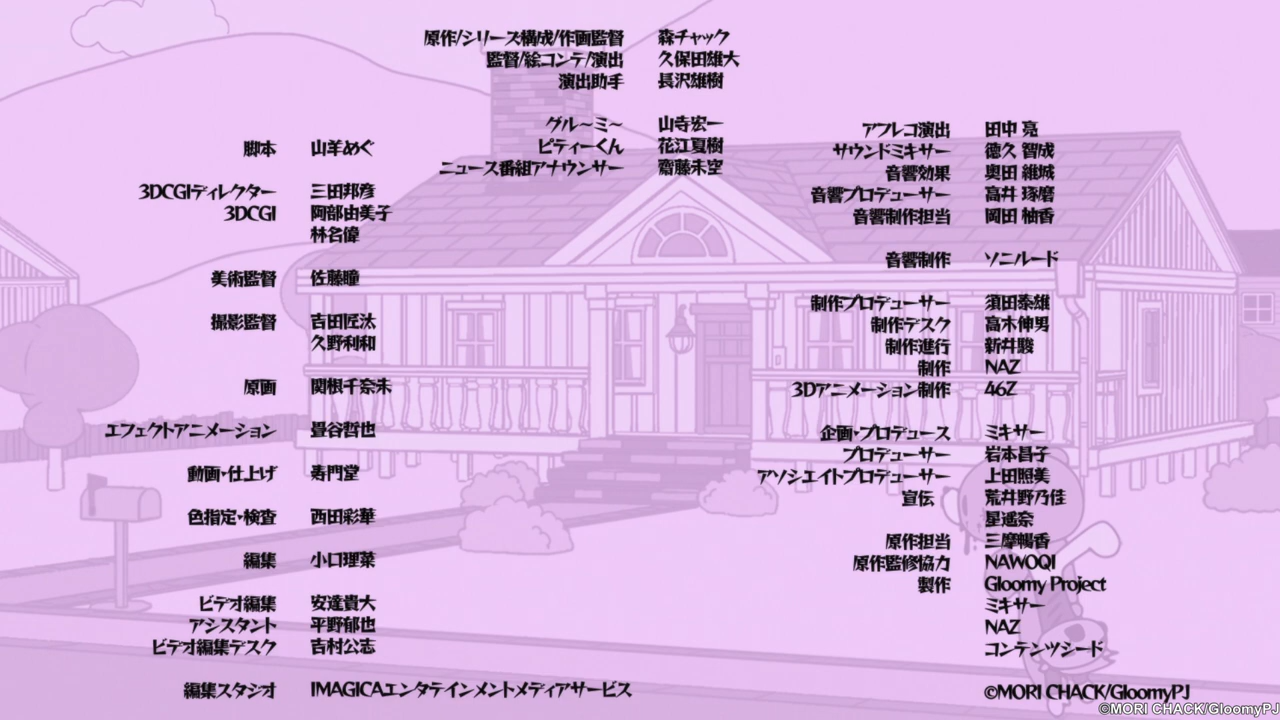 原作/シリーズ構成/作画監督 森チャック
監督/絵コンテ/演出 久保田雄大
演出助手 長沢雄樹
グル〜ミ〜 山寺宏一
ピティーくん 花江夏樹
ニュース番組アナウンサー 齋藤未空
脚本 山羊めぐ
3DCGIディレクター 三田邦彦
3DCGI 阿部由美子
林名偉
美術監督 佐藤瞳
撮影監督 吉田匠汰
久野利和
原画 関根千奈未
エフェクトアニメーション 畳谷哲也
動画・仕上げ 寿門堂
色指定・検査 西田彩華
編集 小口理菜
ビデオ編集 安達貴大
アシスタント 平野郁也
ビデオ編集デスク 吉村公志
編集スタジオ IMAGICAエンタテインメントメディアサービス
アフレコ演出 田中 亮
サウンドミキサー 徳久 智成
音響効果 奥田 維城
音響プロデューサー 高井 琢磨
音響制作担当 岡田 柚香
音響制作 ソニルード
制作プロデューサー 須田泰雄
制作デスク 高木伸男
制作進行 新井駿
制作 NAZ
3Dアニメーション制作 46Z
企画・プロデュース ミキサー
プロデューサー 岩本昌子
アソシエイトプロデューサー 上田照美
宣伝 荒井野乃佳
星遥奈
原作担当 三摩暢香
原作監修協力 NAWOQI
製作 Gloomy Project
ミキサー
NAZ
コンテンツシード
©MORI CHACK/GloomyPJ
©MORI CHACK/GloomyPJ